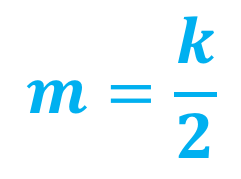 m = k/2